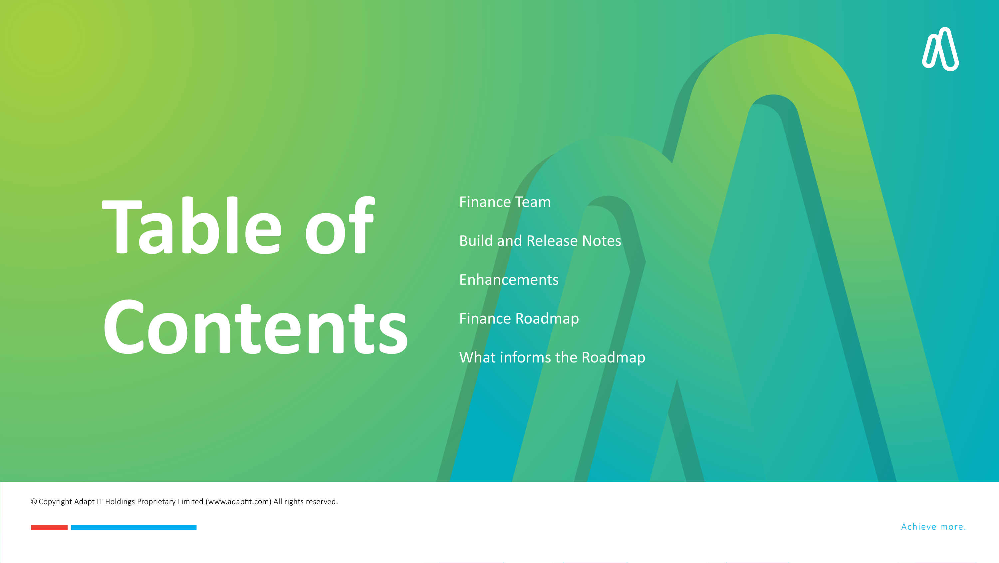 Table of
Contents
Finance Team
Build and Release Notes
Enhancements
Finance Roadmap
What informs the Roadmap
© Copyright Adapt IT Holdings Proprietary Limited (www.adaptit.com) All rights reserved.
Achieve more.